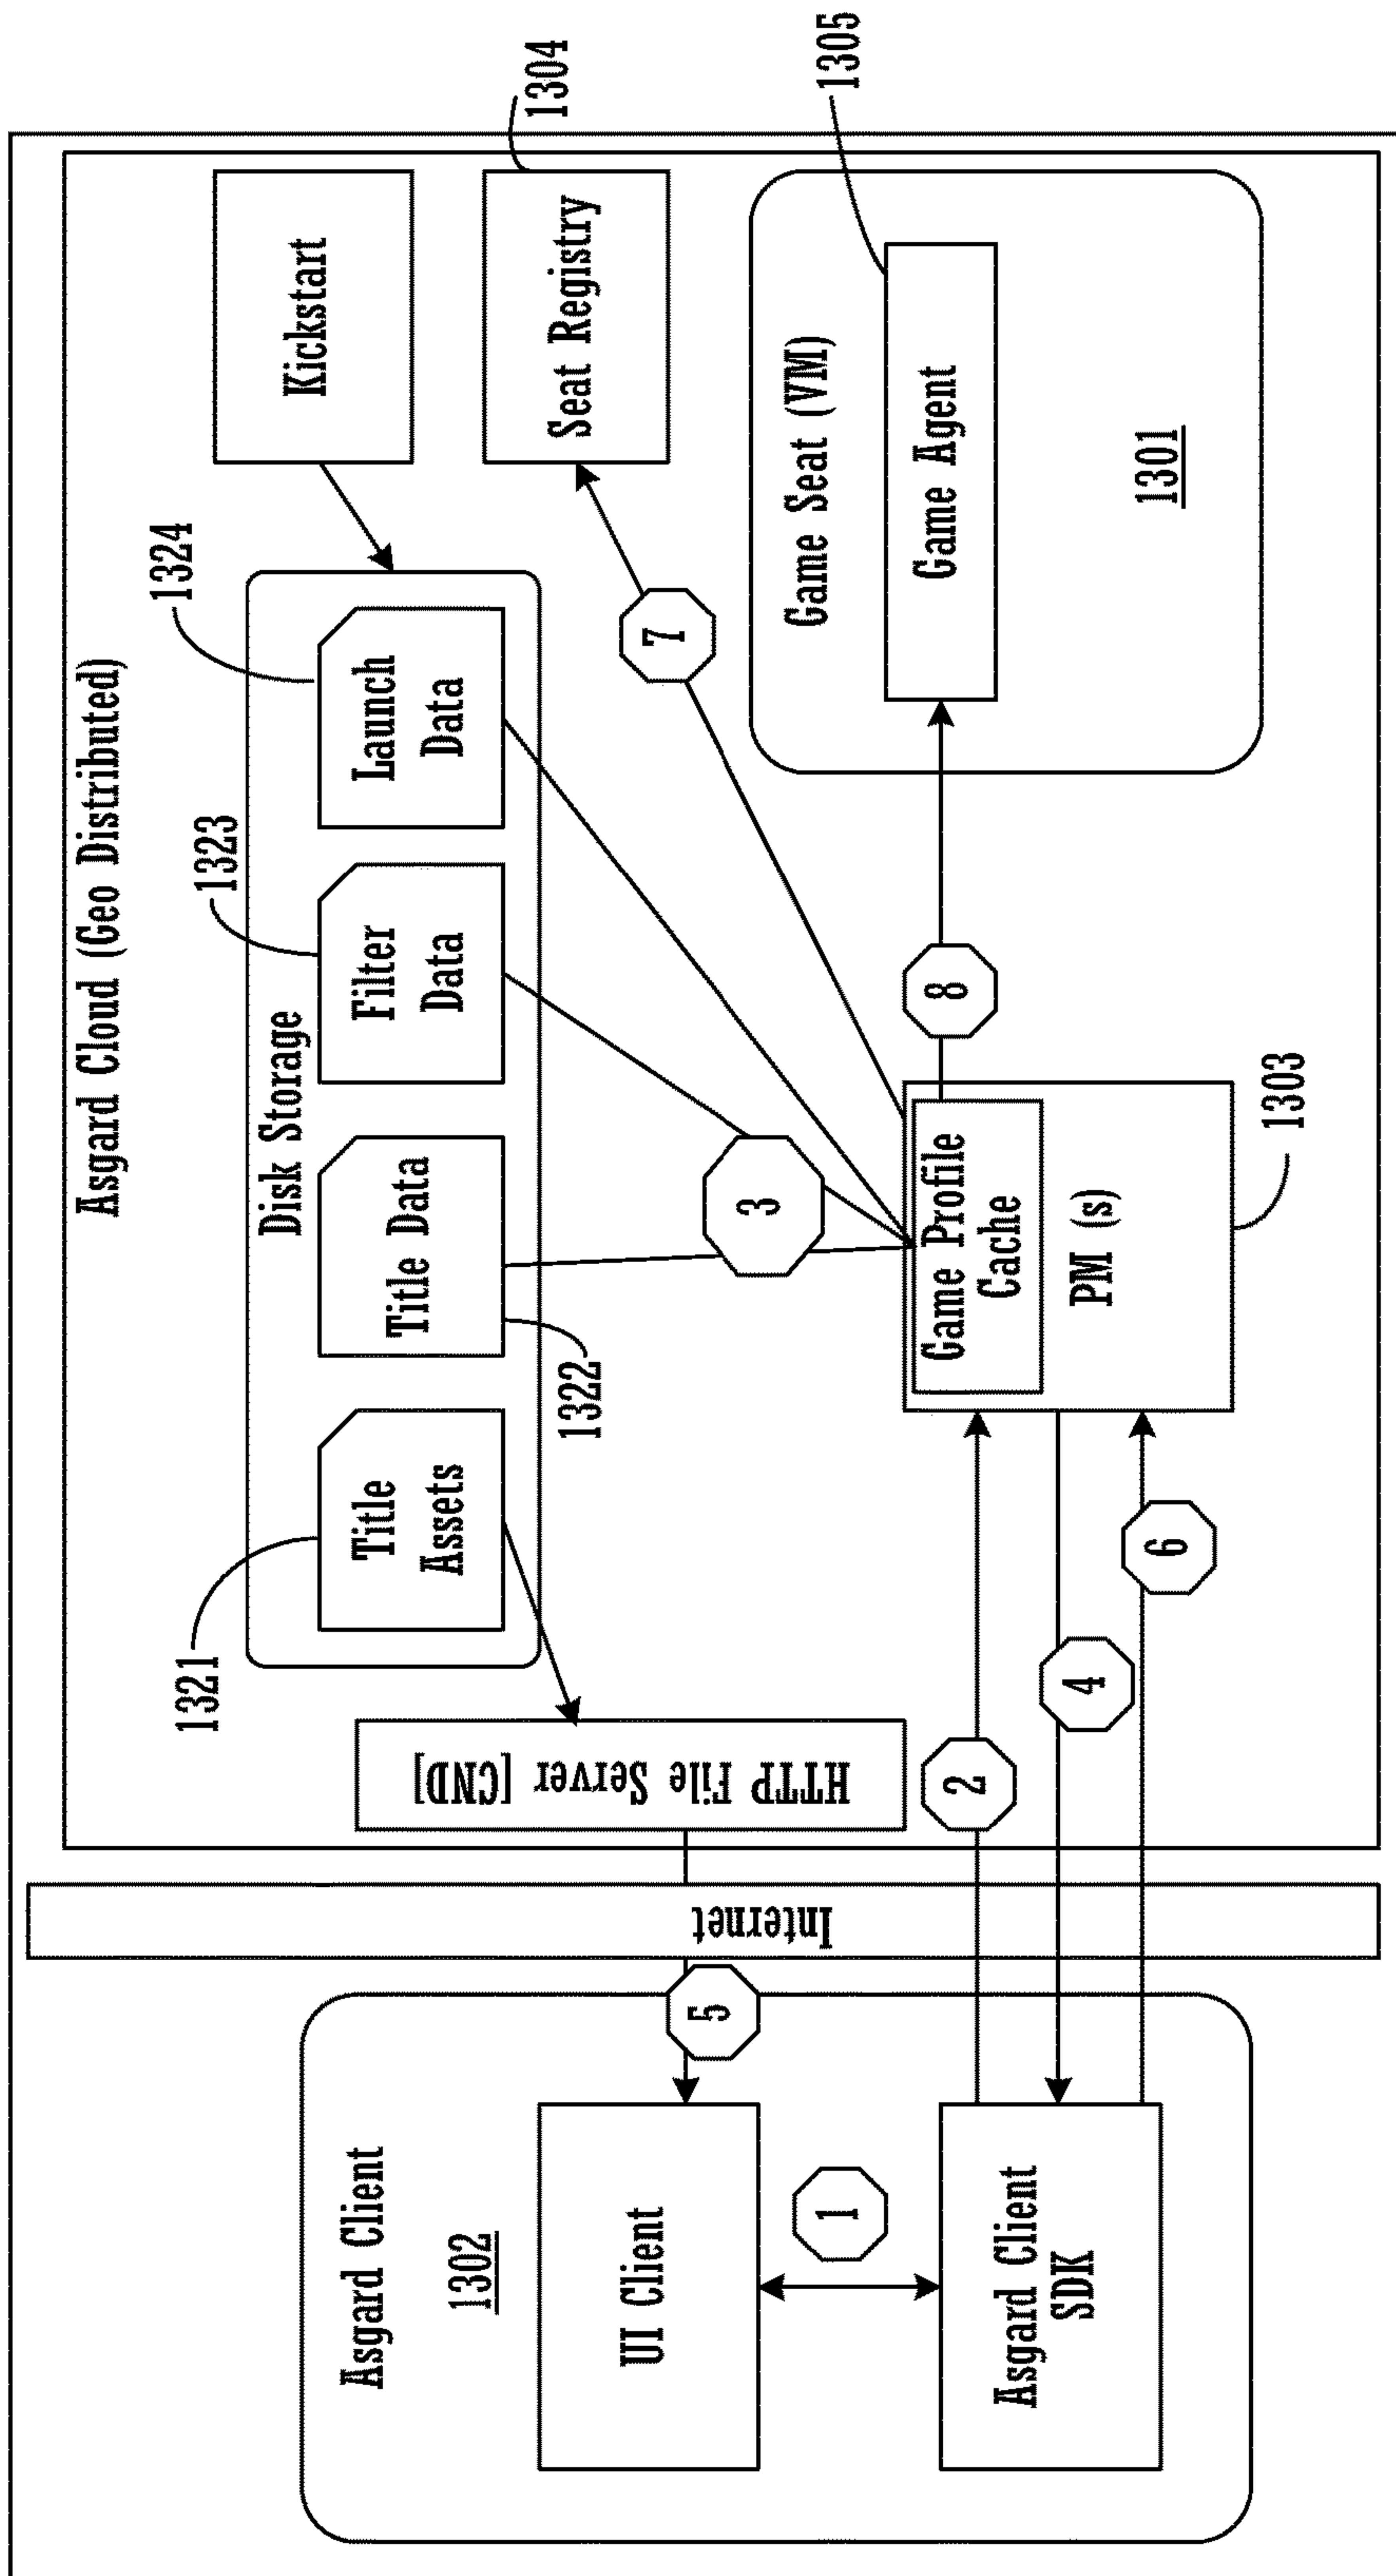 Asgard Cloud (Geo Distributed)
Asgard Client
1302
UI Client
1
Asgard Client
SDK
Internet
5
2
4
6
HTTP File Server [CND]
Disk Storage
1321
Title
Assets
Title Data
1322
1323
Filter
Data
1324
Launch
Data
Kickstart
Seat Registry
1304
3
7
Game Profile
Cache
PM (s)
1303
8
Game Seat (VM)
Game Agent
1305
1301